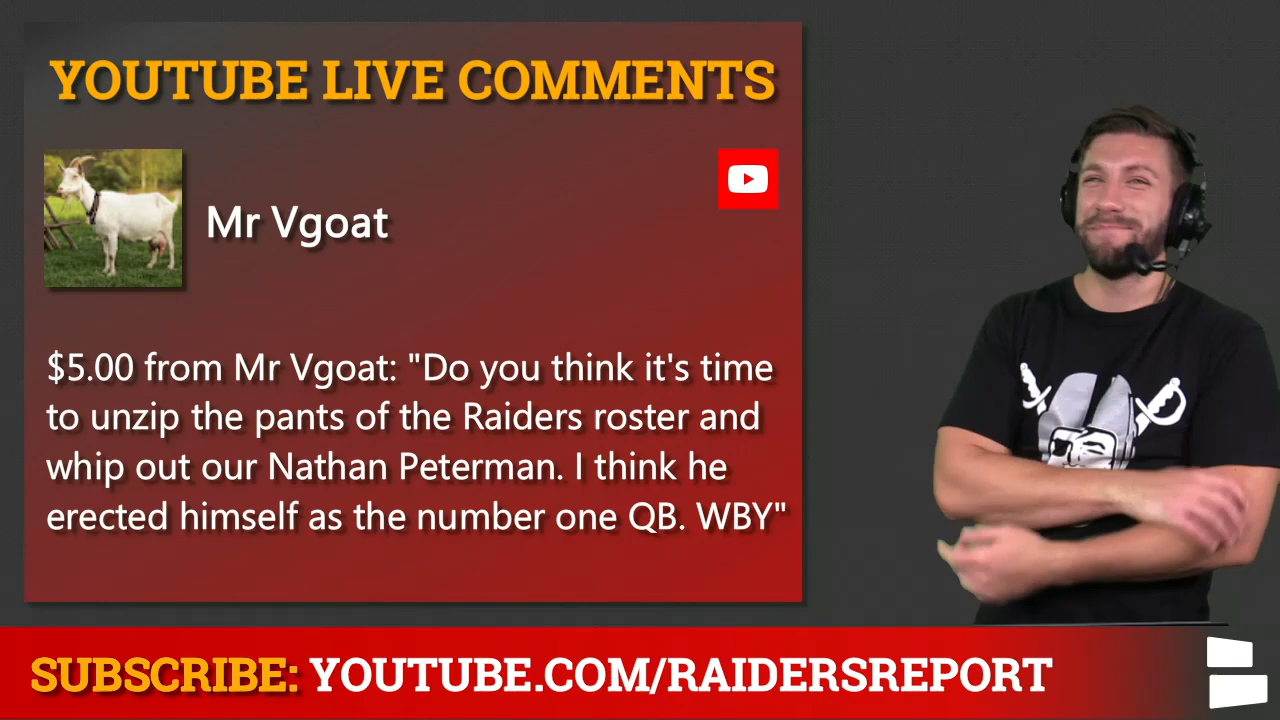 YOUTUBE LIVE COMMENTS
Mr Vgoat
$5.00 from Mr Vgoat: "Do you think it's time
to unzip the pants of the Raiders roster and
whip out our Nathan Peterman. I think he
erected himself as the number one QB. WBY"
SUBSCRIBE: YOUTUBE.COM/RAIDERSREPORT